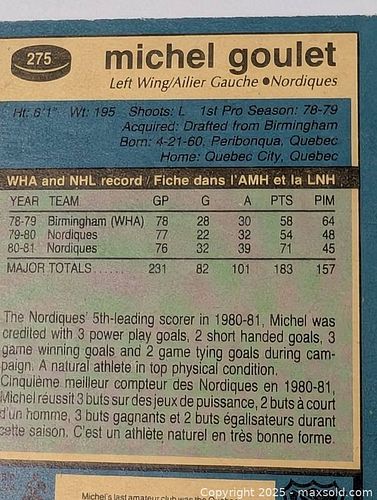 275
michel goulet
Left Wing/Ailier Gauche ●Nordiques
Ht: 6'1" Wt: 195 Shoots: L 1st Pro Season: 78-79
Acquired: Drafted from Birmingham
Born: 4-21-60, Peribonqua, Quebec
Home: Quebec City, Quebec
WHA and NHL record / Fiche dans l'AMH et la LNH
YEAR TEAM GP G A PTS PIM
78-79 Birmingham (WHA) 78 28 30 58 64
79-80 Nordiques 77 22 32 54 48
80-81 Nordiques 76 32 39 71 45
MAJOR TOTALS ..... 231 82 101 183 157
The Nordiques' 5th-leading scorer in 1980-81, Michel was
credited with 3 power play goals, 2 short handed goals, 3
game winning goals and 2 game tying goals during cam-
paign. A natural athlete in top physical condition.
Cinquième meilleur compteur des Nordiques en 1980-81,
Michel réussit 3 buts sur des jeux de puissance, 2 buts à court
d'un homme, 3 buts gagnants et 2 buts égalisateurs durant
cette saison. C'est un athlète naturel en très bonne forme.
Michel's last amateur club was the
Copyright 2025 - maxsold.com